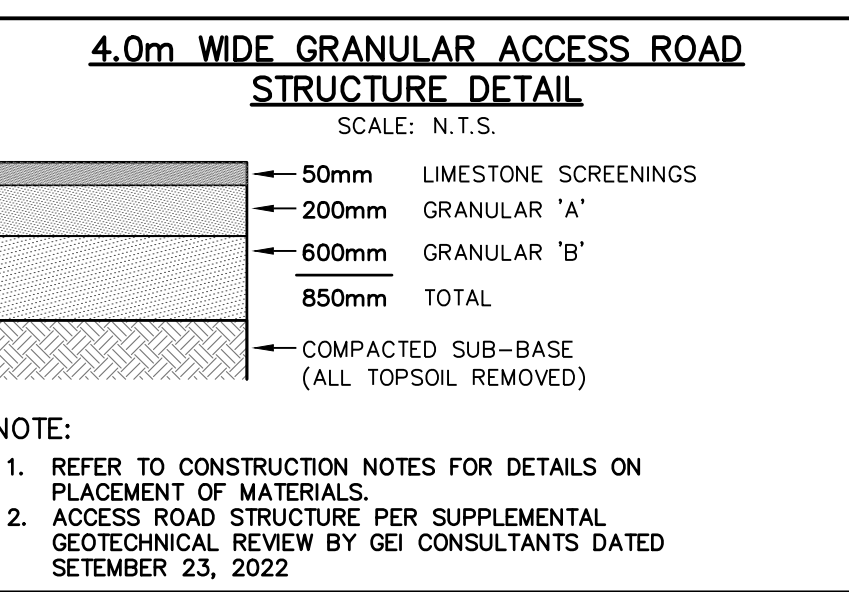 4.0m WIDE GRANULAR ACCESS ROAD
STRUCTURE DETAIL
SCALE: N.T.S.
50mm LIMESTONE SCREENINGS
200mm GRANULAR 'A'
600mm GRANULAR 'B'
850mm TOTAL
COMPACTED SUB-BASE
(ALL TOPSOIL REMOVED)
NOTE:
1. REFER TO CONSTRUCTION NOTES FOR DETAILS ON
PLACEMENT OF MATERIALS.
2. ACCESS ROAD STRUCTURE PER SUPPLEMENTAL
GEOTECHNICAL REVIEW BY GEI CONSULTANTS DATED
SETEMBER 23, 2022